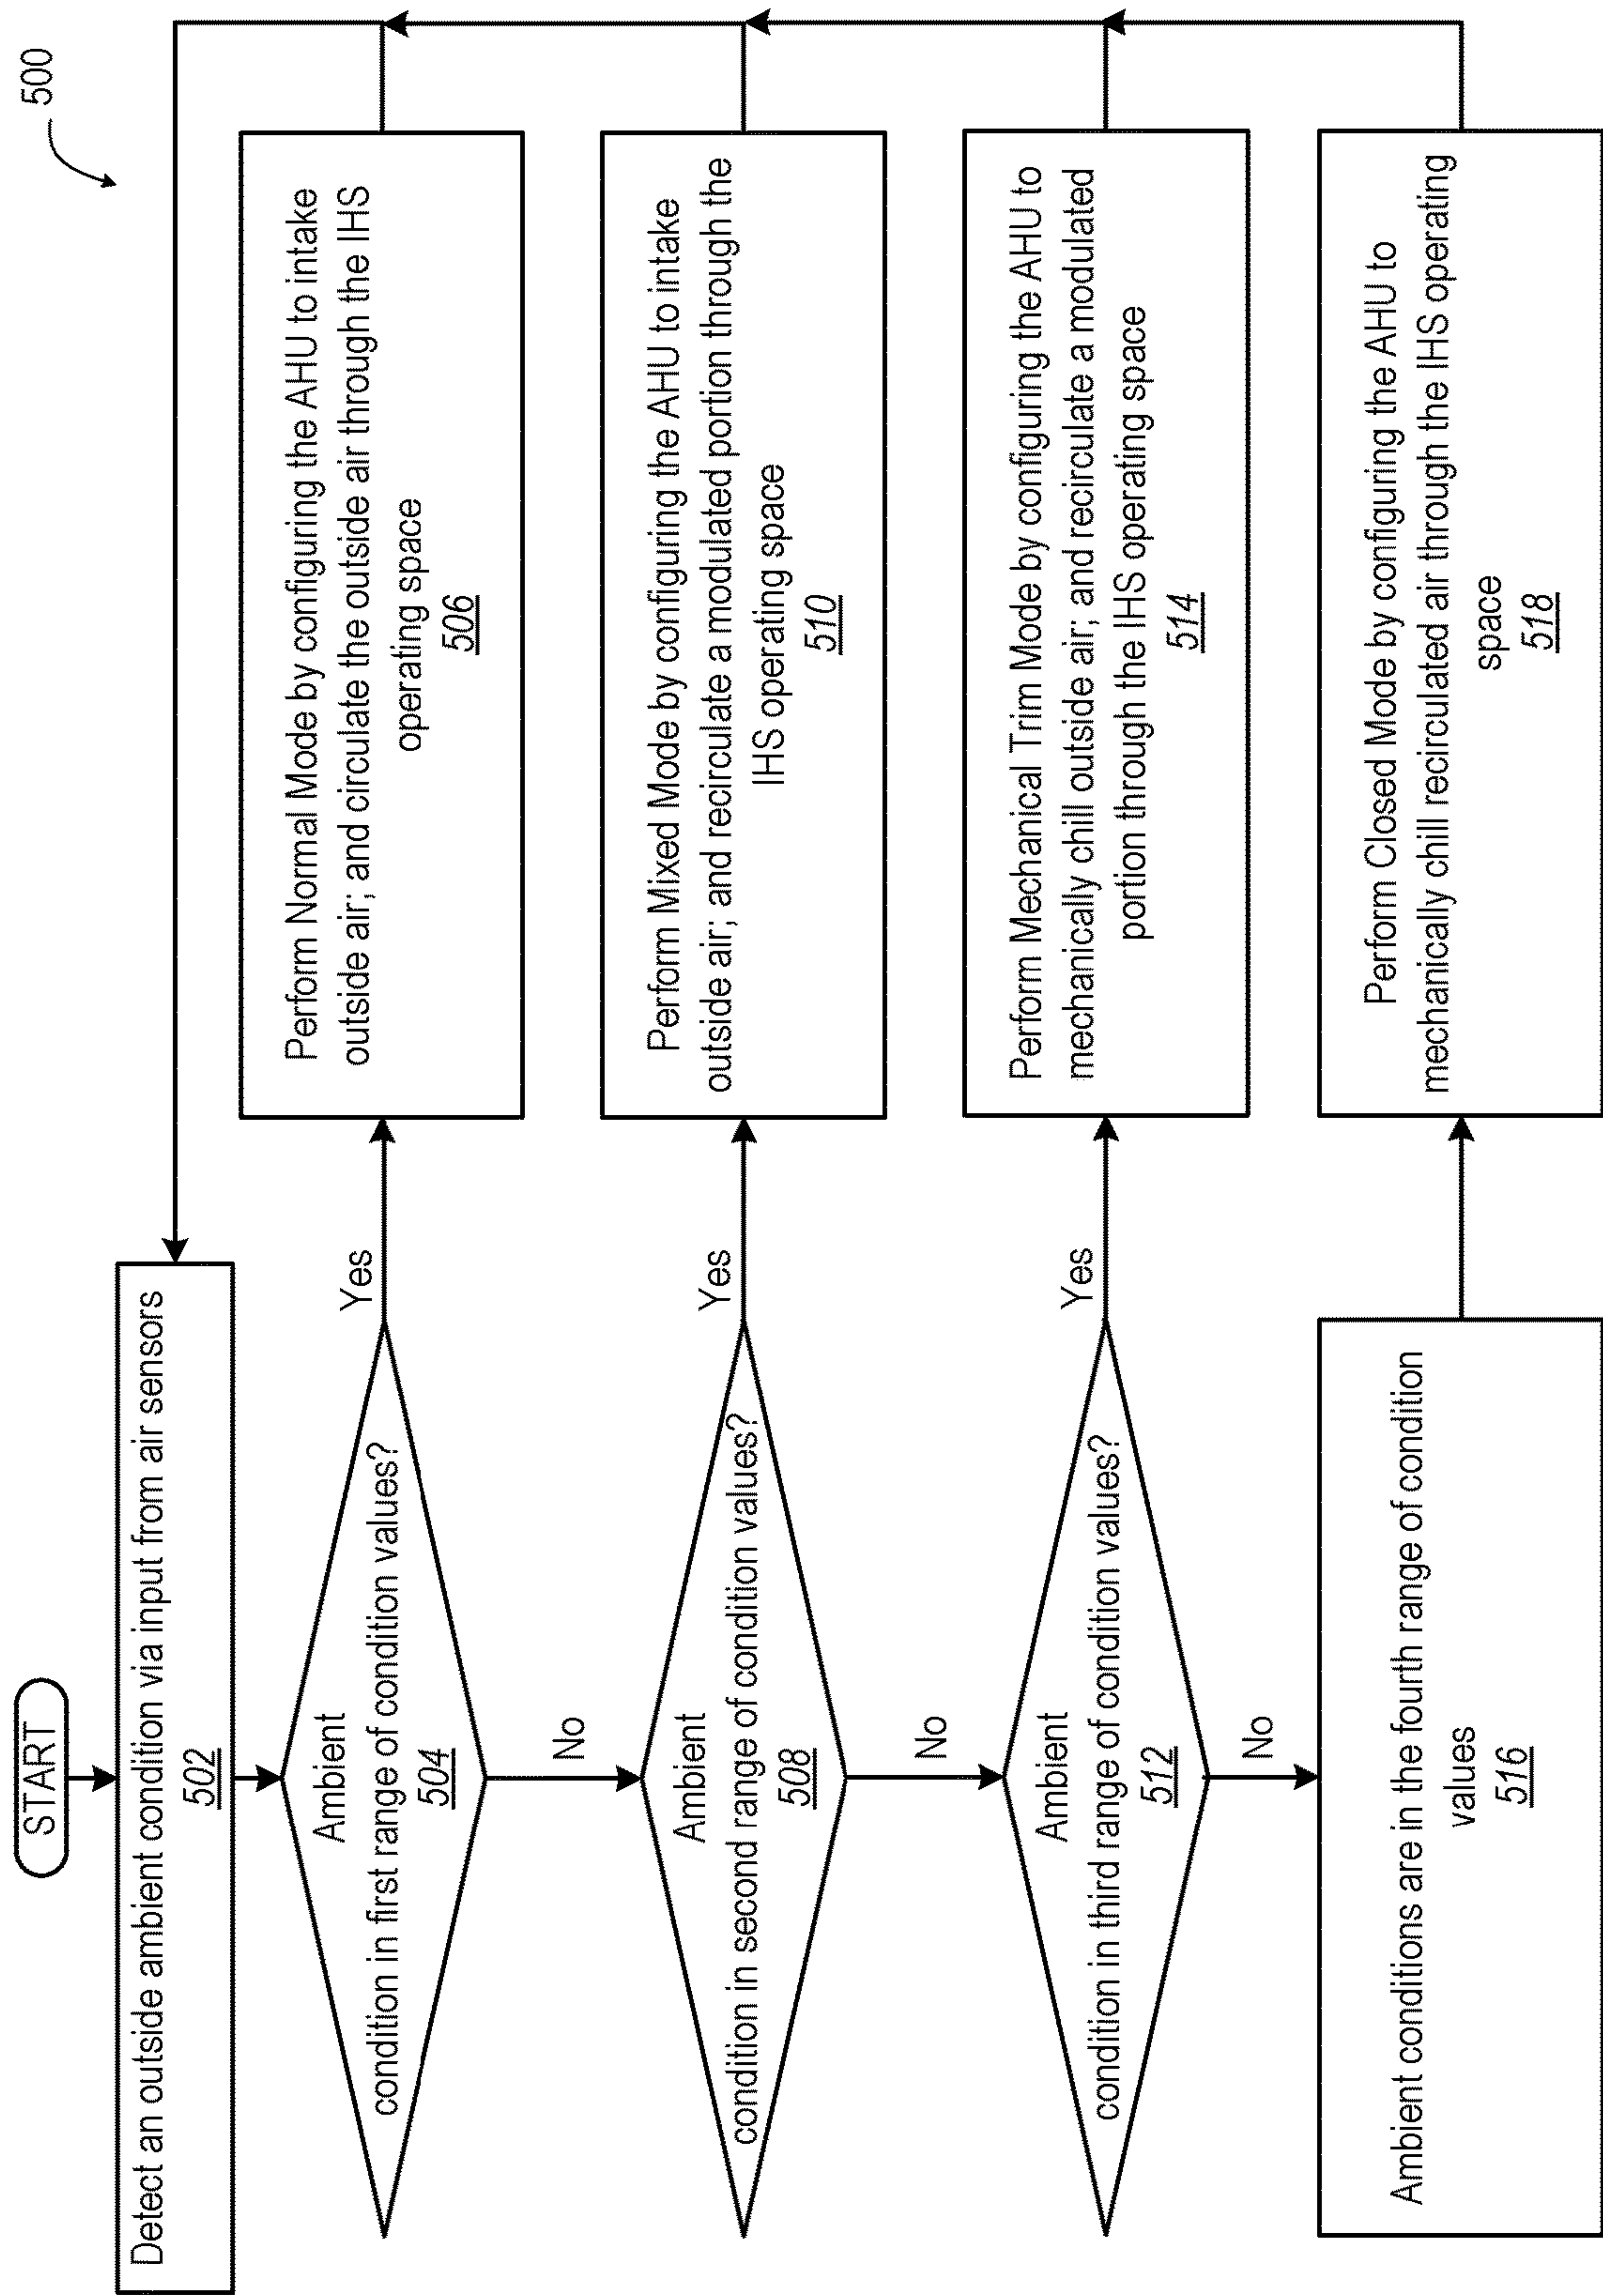 500
START
Detect an outside ambient condition via input from air sensors
502
Ambient
condition in first range of condition values?
504
Yes
No
Perform Normal Mode by configuring the AHU to intake
outside air; and circulate the outside air through the IHS
operating space
506
Ambient
condition in second range of condition values?
508
Yes
No
Perform Mixed Mode by configuring the AHU to intake
outside air; and recirculate a modulated portion through the
IHS operating space
510
Ambient
condition in third range of condition values?
512
Yes
No
Perform Mechanical Trim Mode by configuring the AHU to
mechanically chill outside air; and recirculate a modulated
portion through the IHS operating space
514
Ambient conditions are in the fourth range of condition
values
516
Perform Closed Mode by configuring the AHU to
mechanically chill recirculated air through the IHS operating
space
518